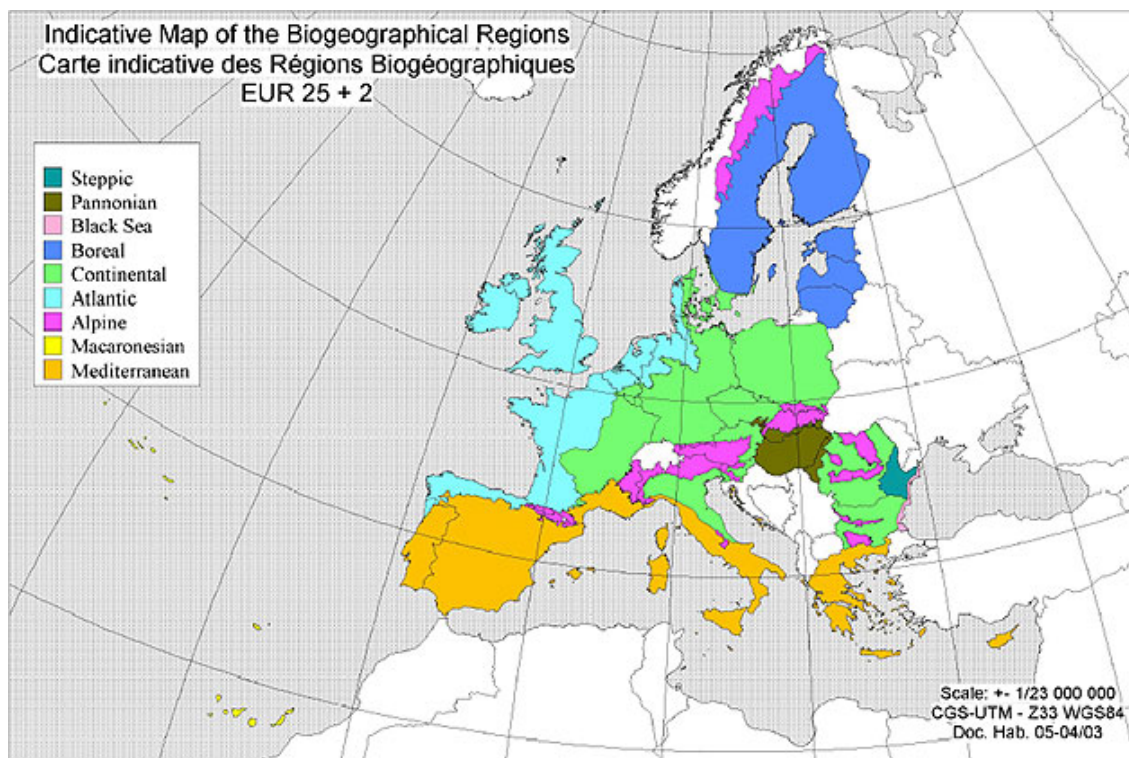 Indicative Map of the Biogeographical Regions
Carte indicative des Régions Biogéographiques
EUR 25 + 2
Steppic
Pannonian
Black Sea
Boreal
Continental
Atlantic
Alpine
Macaronesian
Mediterranean
Scale: +- 1/23 000 000
CGS-UTM - Z33 WGS84
Doc. Hab. 05-04/03